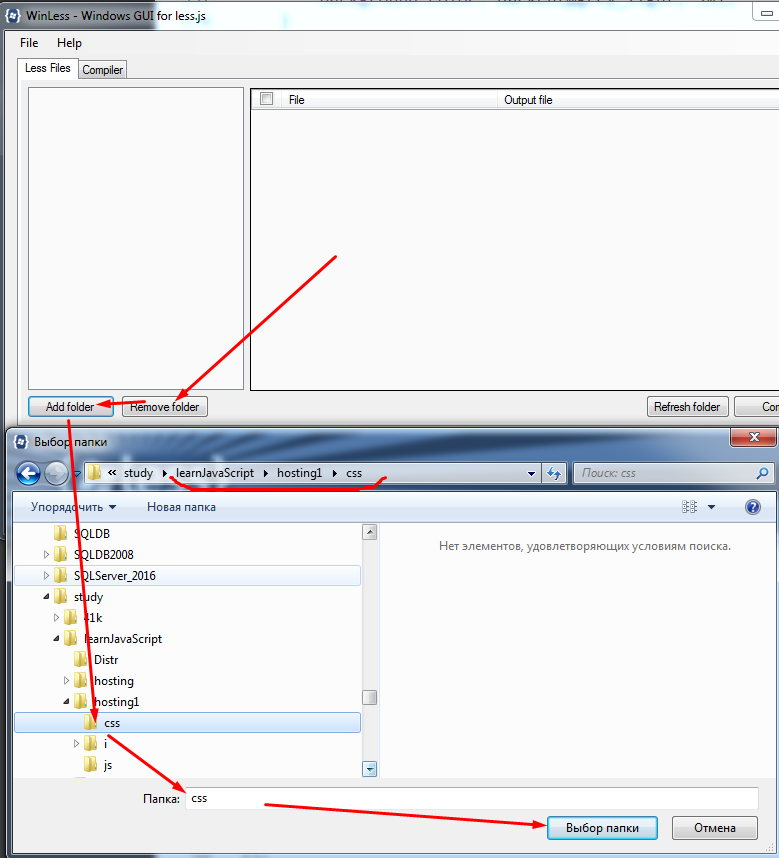 WinLess - Windows GUI for less.js
File Help
Less Files Compiler
File Output file
Add folder Remove folder Refresh folder
Выбор папки
« study learnJavaScript hosting1 css Поиск: css
Упорядочить Новая папка
SQLDB
SQLDB2008
SQLServer_2016
study
41k
learnJavaScript
Distr
hosting
hosting1
css
i
js
Нет элементов, удовлетворяющих условиям поиска.
Папка: css
Выбор папки Отмена